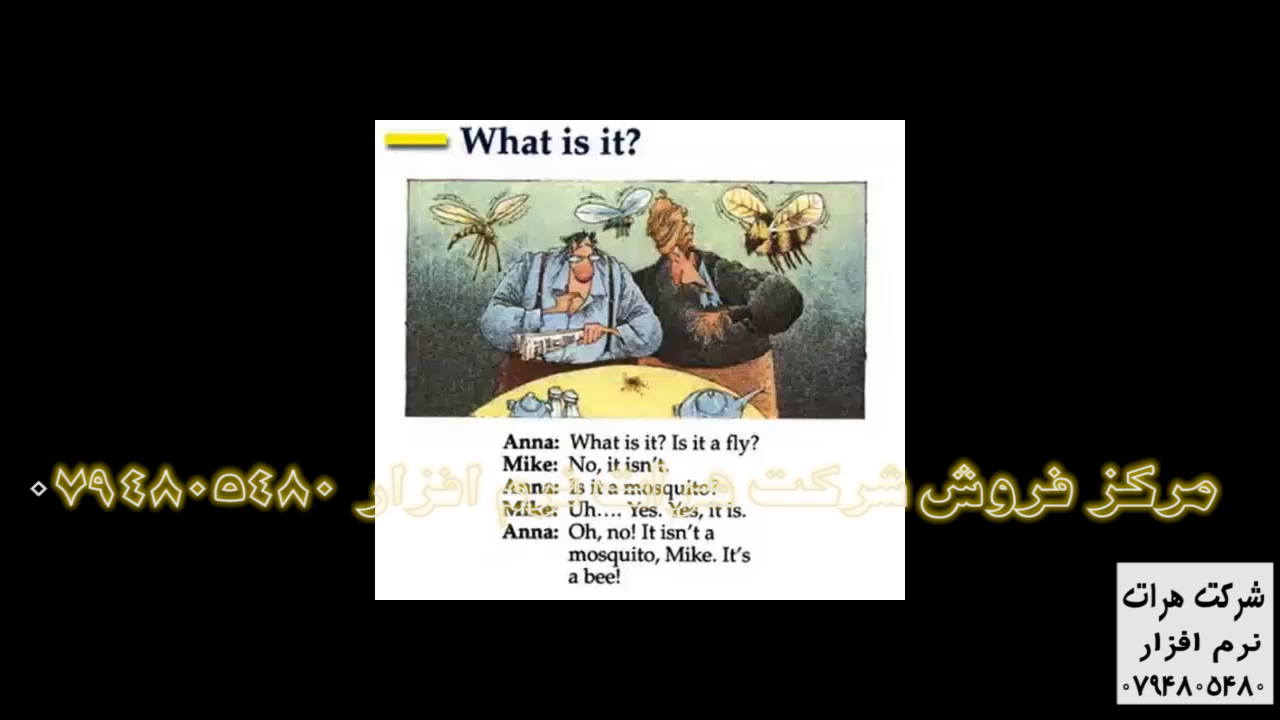 What is it?
Anna: What is it? Is it a fly?
Mike: No, it isn't.
Anna: Is it a mosquito?
Mike: Uh.... Yes. Yes, it is.
Anna: Oh, no! It isn't a
mosquito, Mike. It's
a bee!
مرکز فروش شرکت هرات نرم افزار ۰۷۹۴۸۰۵۴۸۰
شرکت هرات
نرم افزار
۰۷۹۴۸۰۵۴۸۰